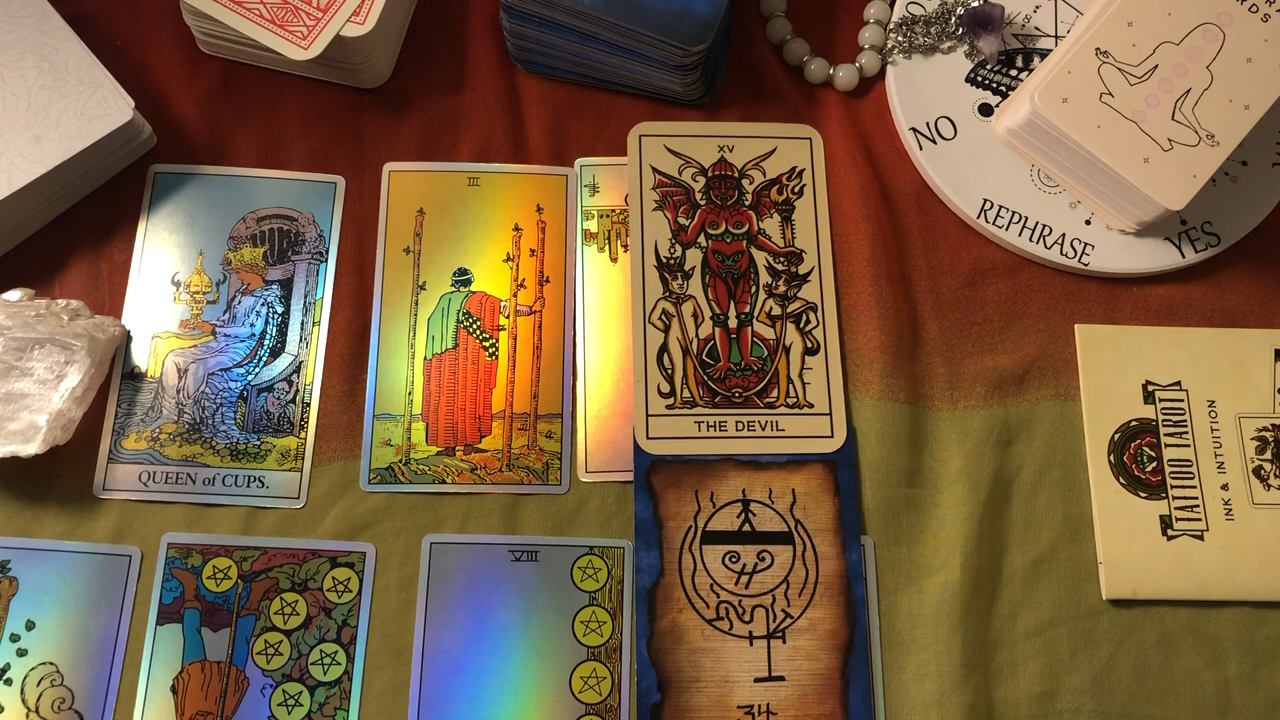 NO
REPHRASE
YES
III
XV
QUEEN of CUPS.
THE DEVIL
TATTOO TAROT
INK & INTUITION
VIII
34